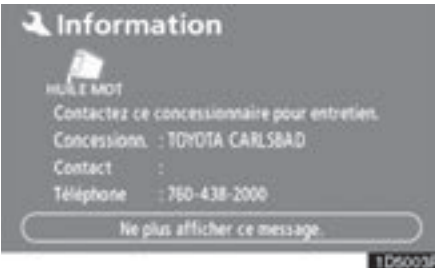 Information
HUILE MOT
Contactez ce concessionnaire pour entretien.
Concessionn. : TOYOTA CARLSBAD
Contact :
Téléphone : 760-438-2000
Ne plus afficher ce message.
1DS003F